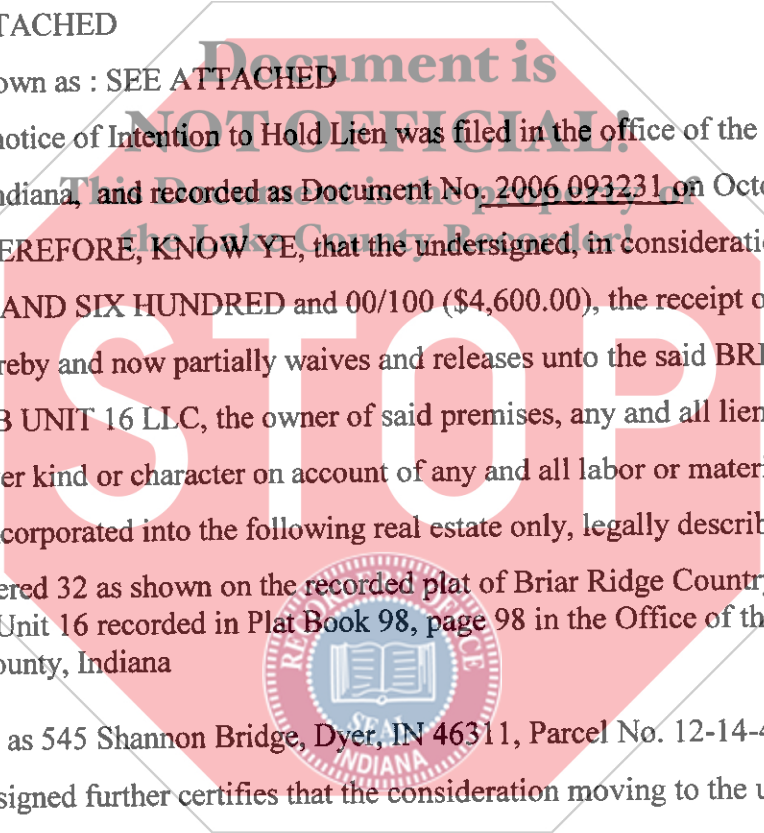 TACHED
own as : SEE ATTACHED
Document is
NOT OFFICIAL!
This Document is the property of
the Lake County Recorder!
notice of Intention to Hold Lien was filed in the office of the
ndiana, and recorded as Document No. 2006 093231 on Octo
EREFORE, KNOW YE, that the undersigned, in consideratio
AND SIX HUNDRED and 00/100 ($4,600.00), the receipt o
reby and now partially waives and releases unto the said BRI
B UNIT 16 LLC, the owner of said premises, any and all lien
er kind or character on account of any and all labor or materi
corporated into the following real estate only, legally describ
STOP
ered 32 as shown on the recorded plat of Briar Ridge Countr
Unit 16 recorded in Plat Book 98, page 98 in the Office of th
ounty, Indiana
RECORDER'S OFFICE
SEAL
INDIANA
as 545 Shannon Bridge, Dyer, IN 46311, Parcel No. 12-14-4
signed further certifies that the consideration moving to the u